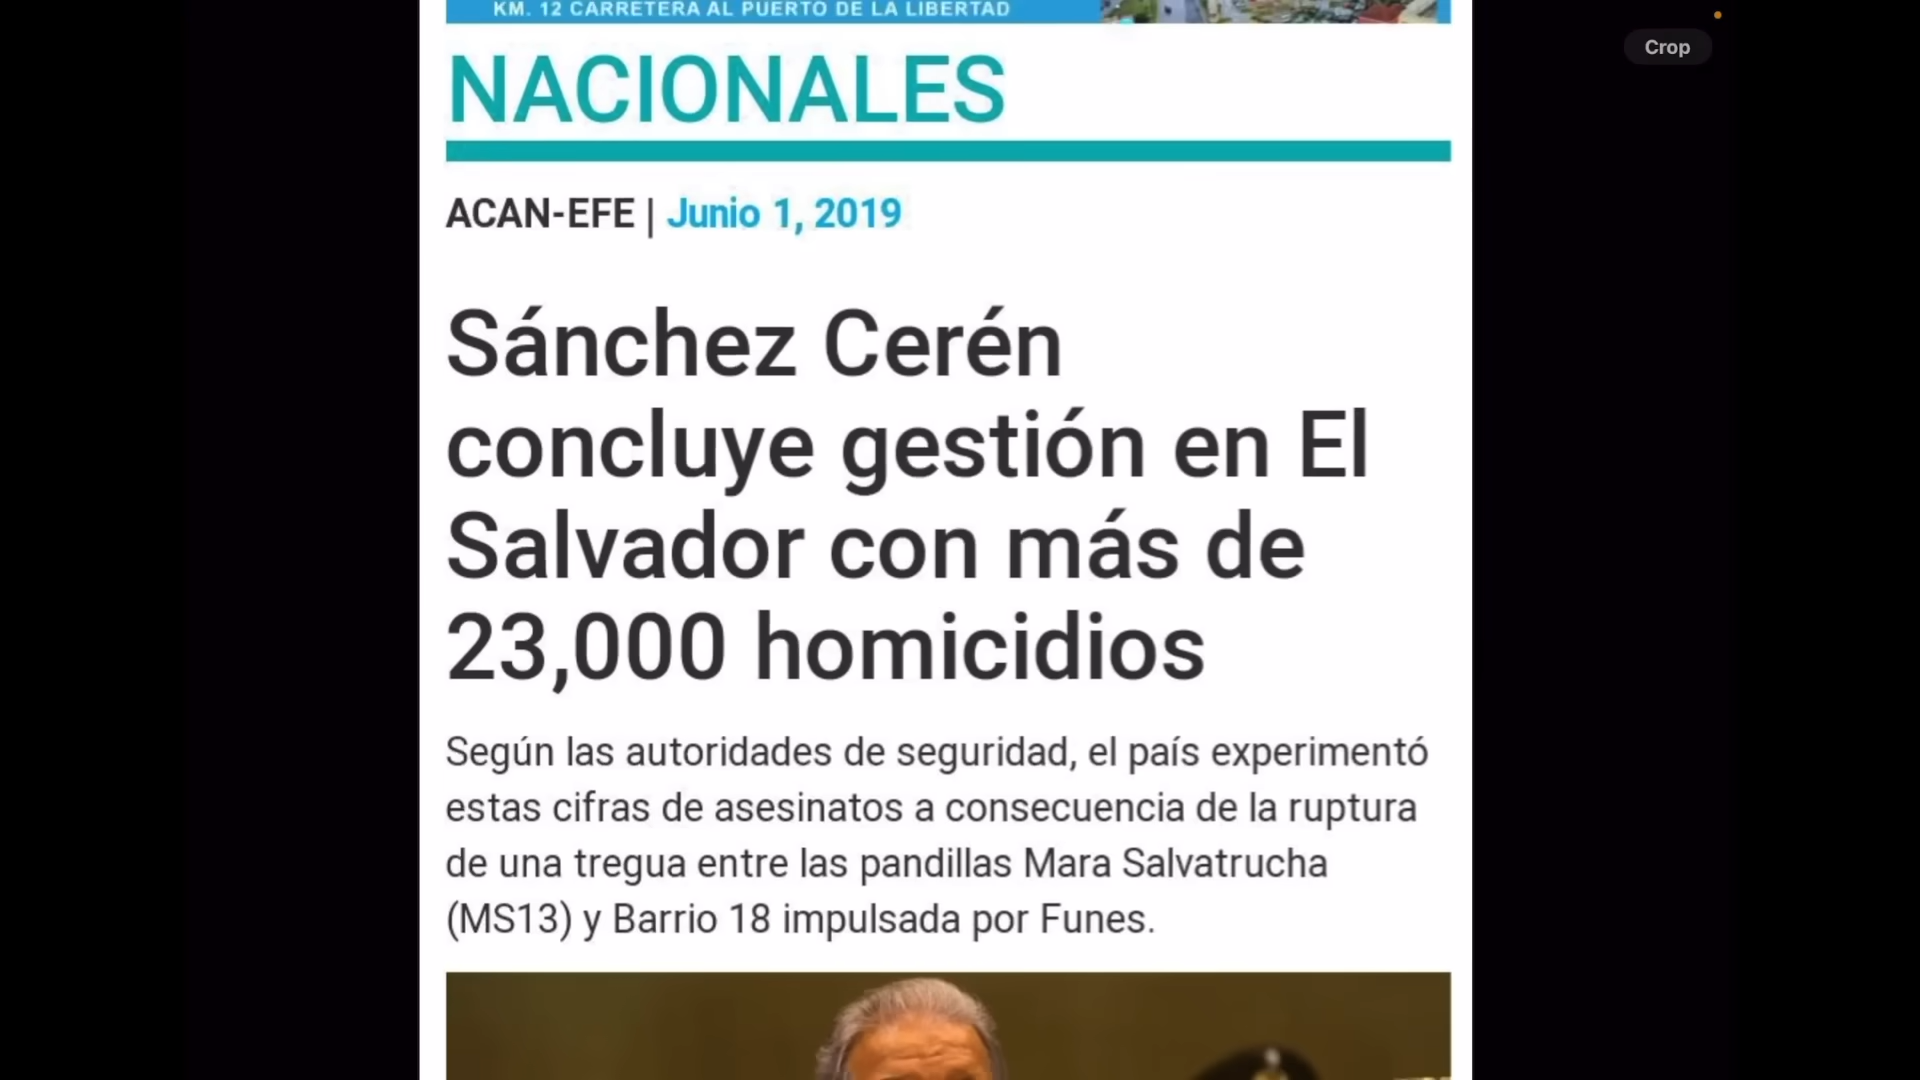 KM. 12 CARRETERA AL PUERTO DE LA LIBERTAD
Crop
NACIONALES
ACAN-EFE | Junio 1, 2019
Sánchez Cerén
concluye gestión en El
Salvador con más de
23,000 homicidios
Según las autoridades de seguridad, el país experimentó
estas cifras de asesinatos a consecuencia de la ruptura
de una tregua entre las pandillas Mara Salvatrucha
(MS13) y Barrio 18 impulsada por Funes.